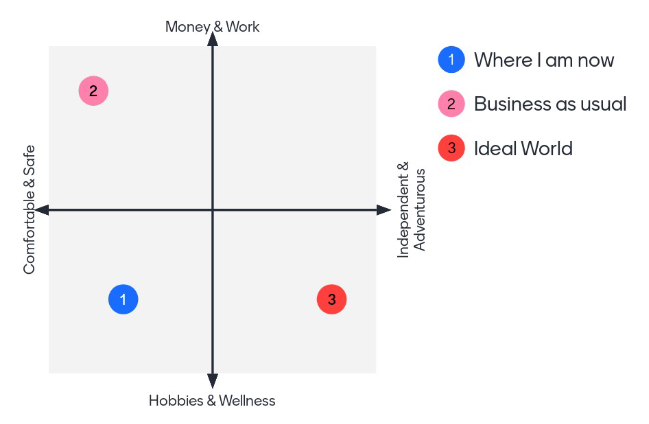 Money & Work
1 Where I am now
2
2 Business as usual
3 Ideal World
Comfortable & Safe
Independent &
Adventurous
1
3
Hobbies & Wellness